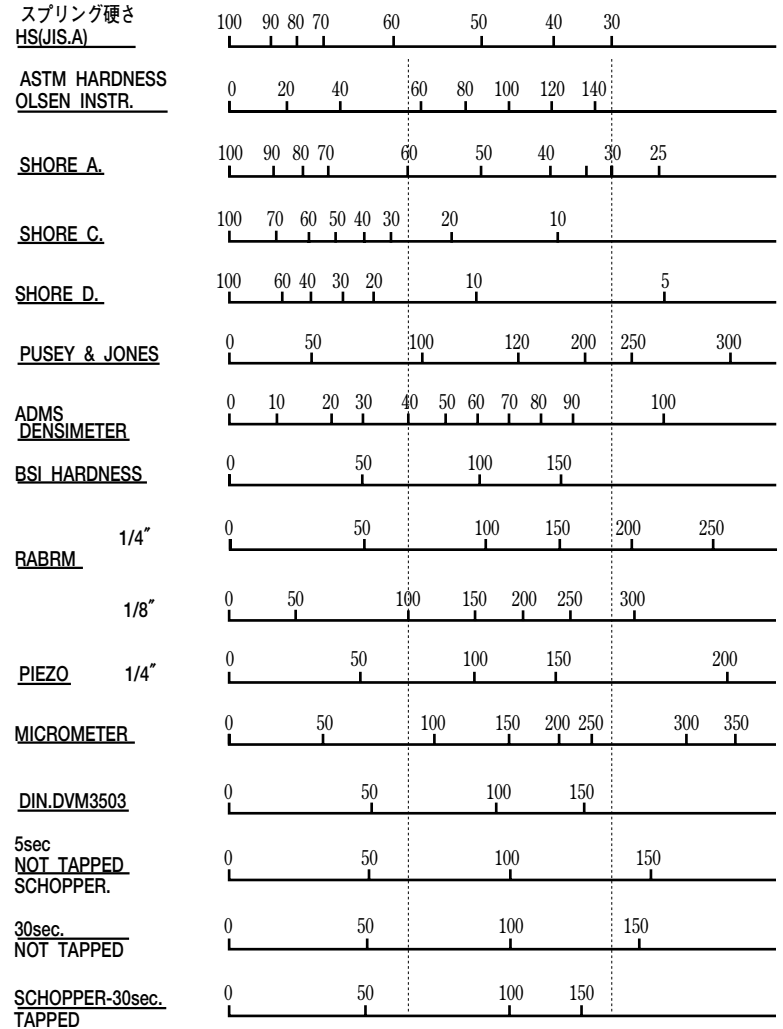 スプリング硬さ
HS(JIS.A)
100 90 80 70 60 50 40 30
ASTM HARDNESS
OLSEN INSTR.
0 20 40 60 80 100 120 140
SHORE A.
100 90 80 70 60 50 40 30 25
SHORE C.
100 70 60 50 40 30 20 10
SHORE D.
100 60 40 30 20 10 5
PUSEY & JONES
0 50 100 120 200 250 300
ADMS
DENSIMETER
0 10 20 30 40 50 60 70 80 90 100
BSI HARDNESS
0 50 100 150
RABRM 1/4″
0 50 100 150 200 250
1/8″
0 50 100 150 200 250 300
PIEZO 1/4″
0 50 100 150 200
MICROMETER
0 50 100 150 200 250 300 350
DIN.DVM3503
0 50 100 150
5sec
NOT TAPPED
SCHOPPER.
0 50 100 150
30sec.
NOT TAPPED
0 50 100 150
SCHOPPER-30sec.
TAPPED
0 50 100 150